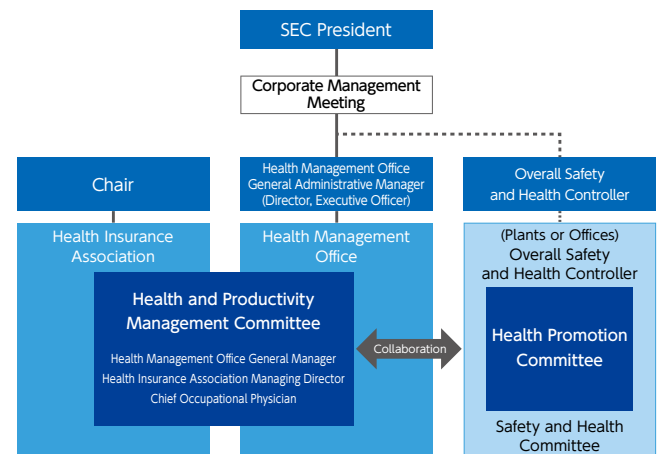 SEC President
Corporate Management
Meeting
Chair
Health Management Office
General Administrative Manager
(Director, Executive Officer)
Overall Safety
and Health Controller
Health Insurance
Association
Health Management
Office
(Plants or Offices)
Overall Safety
and Health Controller
Health and Productivity
Management Committee
Health Management Office General Manager
Health Insurance Association Managing Director
Chief Occupational Physician
Collaboration
Health Promotion
Committee
Safety and Health
Committee